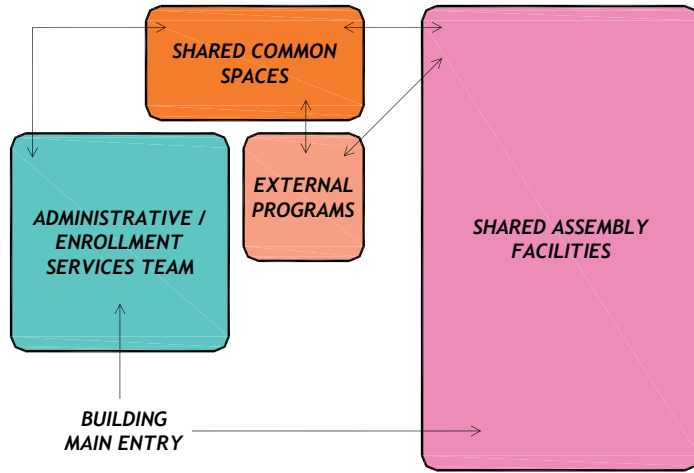 SHARED COMMON
SPACES
EXTERNAL
PROGRAMS
ADMINISTRATIVE /
ENROLLMENT
SERVICES TEAM
SHARED ASSEMBLY
FACILITIES
BUILDING
MAIN ENTRY